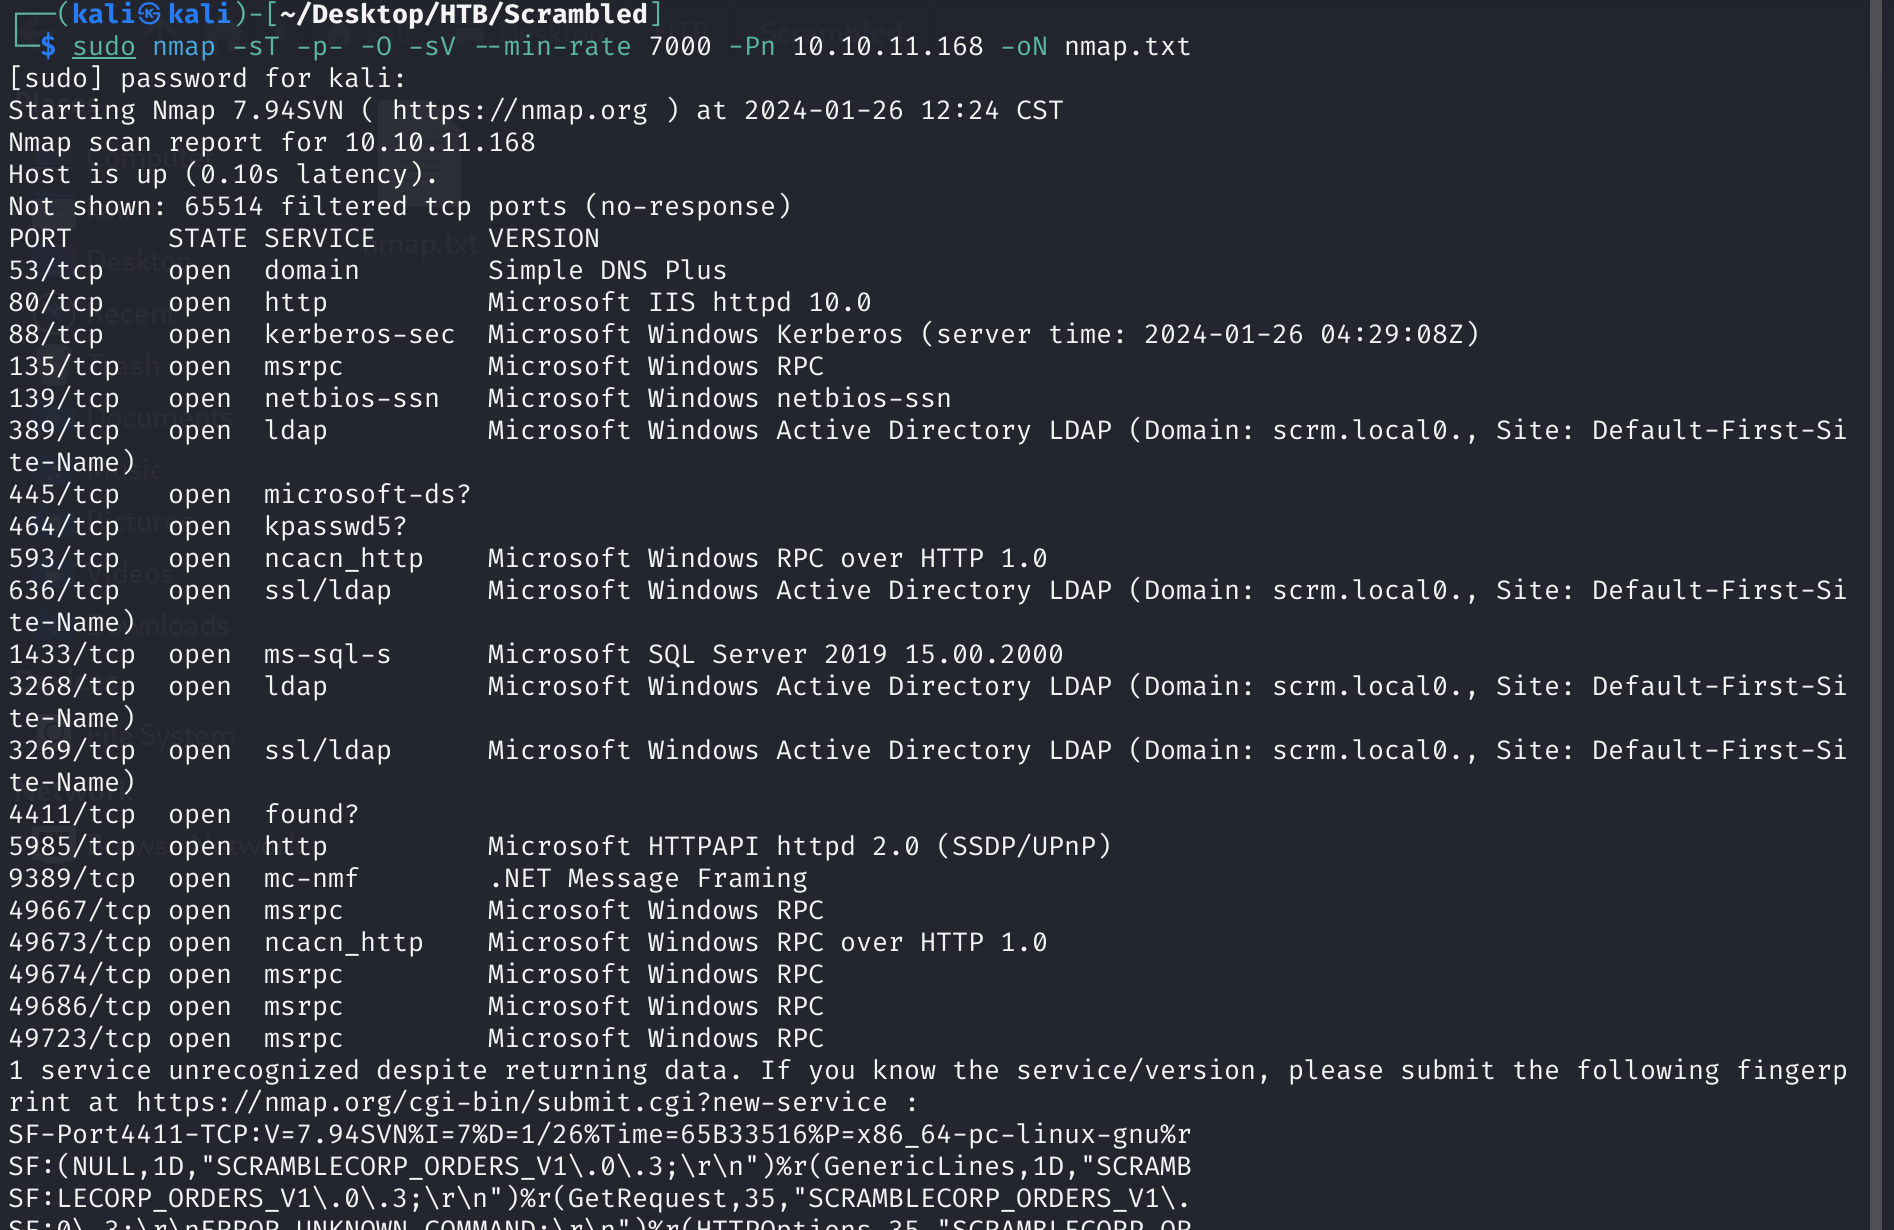 ┌──(kali㉿kali)-[~/Desktop/HTB/Scrambled]
└─$ sudo nmap -sT -p- -O -sV --min-rate 7000 -Pn 10.10.11.168 -oN nmap.txt
[sudo] password for kali:
Starting Nmap 7.94SVN ( https://nmap.org ) at 2024-01-26 12:24 CST
Nmap scan report for 10.10.11.168
Host is up (0.10s latency).
Not shown: 65514 filtered tcp ports (no-response)
PORT      STATE SERVICE       VERSION
53/tcp    open  domain        Simple DNS Plus
80/tcp    open  http          Microsoft IIS httpd 10.0
88/tcp    open  kerberos-sec  Microsoft Windows Kerberos (server time: 2024-01-26 04:29:08Z)
135/tcp   open  msrpc         Microsoft Windows RPC
139/tcp   open  netbios-ssn   Microsoft Windows netbios-ssn
389/tcp   open  ldap          Microsoft Windows Active Directory LDAP (Domain: scrm.local0., Site: Default-First-Si
te-Name)
445/tcp   open  microsoft-ds?
464/tcp   open  kpasswd5?
593/tcp   open  ncacn_http    Microsoft Windows RPC over HTTP 1.0
636/tcp   open  ssl/ldap      Microsoft Windows Active Directory LDAP (Domain: scrm.local0., Site: Default-First-Si
te-Name)
1433/tcp  open  ms-sql-s      Microsoft SQL Server 2019 15.00.2000
3268/tcp  open  ldap          Microsoft Windows Active Directory LDAP (Domain: scrm.local0., Site: Default-First-Si
te-Name)
3269/tcp  open  ssl/ldap      Microsoft Windows Active Directory LDAP (Domain: scrm.local0., Site: Default-First-Si
te-Name)
4411/tcp  open  found?
5985/tcp  open  http          Microsoft HTTPAPI httpd 2.0 (SSDP/UPnP)
9389/tcp  open  mc-nmf        .NET Message Framing
49667/tcp open  msrpc         Microsoft Windows RPC
49673/tcp open  ncacn_http    Microsoft Windows RPC over HTTP 1.0
49674/tcp open  msrpc         Microsoft Windows RPC
49686/tcp open  msrpc         Microsoft Windows RPC
49723/tcp open  msrpc         Microsoft Windows RPC
1 service unrecognized despite returning data. If you know the service/version, please submit the following fingerp
rint at https://nmap.org/cgi-bin/submit.cgi?new-service :
SF-Port4411-TCP:V=7.94SVN%I=7%D=1/26%Time=65B33516%P=x86_64-pc-linux-gnu%r
SF:(NULL,1D,"SCRAMBLECORP_ORDERS_V1\.0\.3;\r\n")%r(GenericLines,1D,"SCRAMB
SF:LECORP_ORDERS_V1\.0\.3;\r\n")%r(GetRequest,35,"SCRAMBLECORP_ORDERS_V1\.
SF:0\.3;\r\nERROR_UNKNOWN_COMMAND;\r\n")%r(HTTPOptions,35,"SCRAMBLECORP_OR